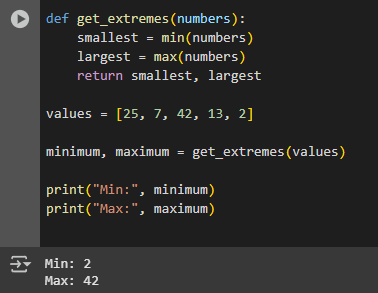 def get_extremes(numbers):
    smallest = min(numbers)
    largest = max(numbers)
    return smallest, largest

values = [25, 7, 42, 13, 2]

minimum, maximum = get_extremes(values)

print("Min:", minimum)
print("Max:", maximum)

Min: 2
Max: 42